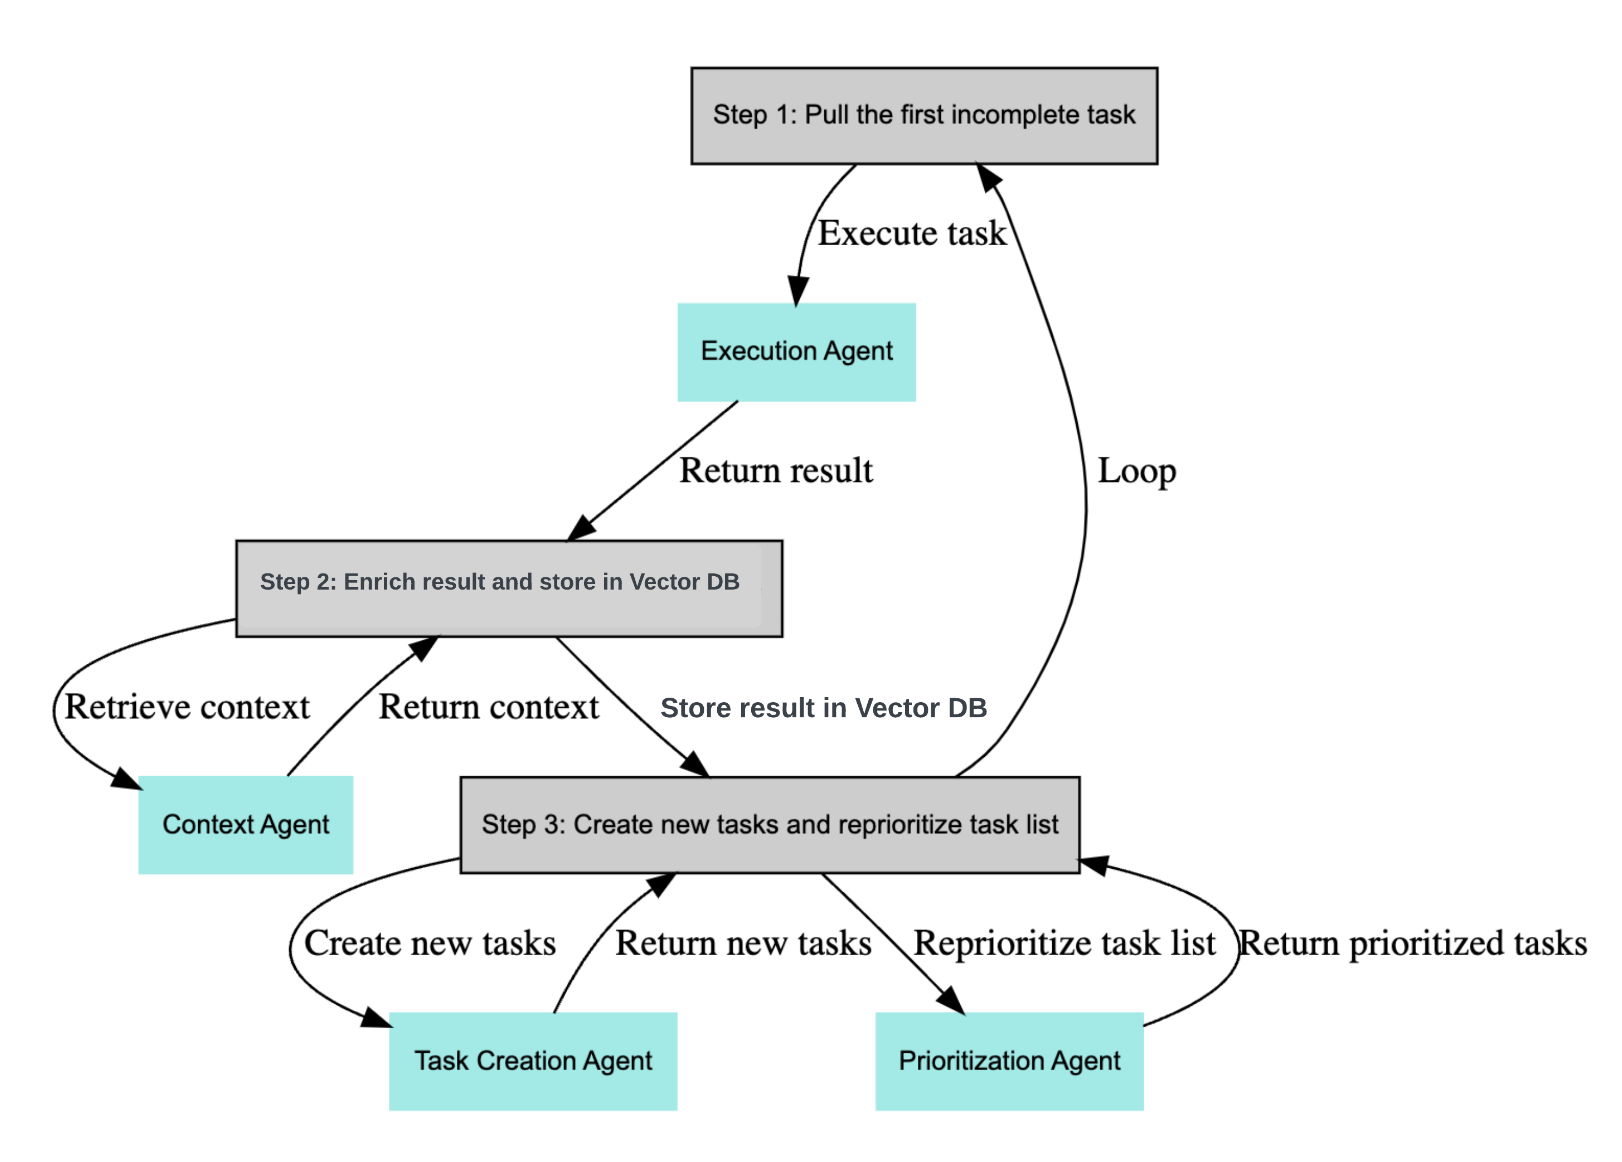 Step 1: Pull the first incomplete task
Execute task
Execution Agent
Return result
Loop
Step 2: Enrich result and store in Vector DB
Retrieve context
Return context
Store result in Vector DB
Context Agent
Step 3: Create new tasks and reprioritize task list
Create new tasks
Return new tasks
Reprioritize task list
Return prioritized tasks
Task Creation Agent
Prioritization Agent